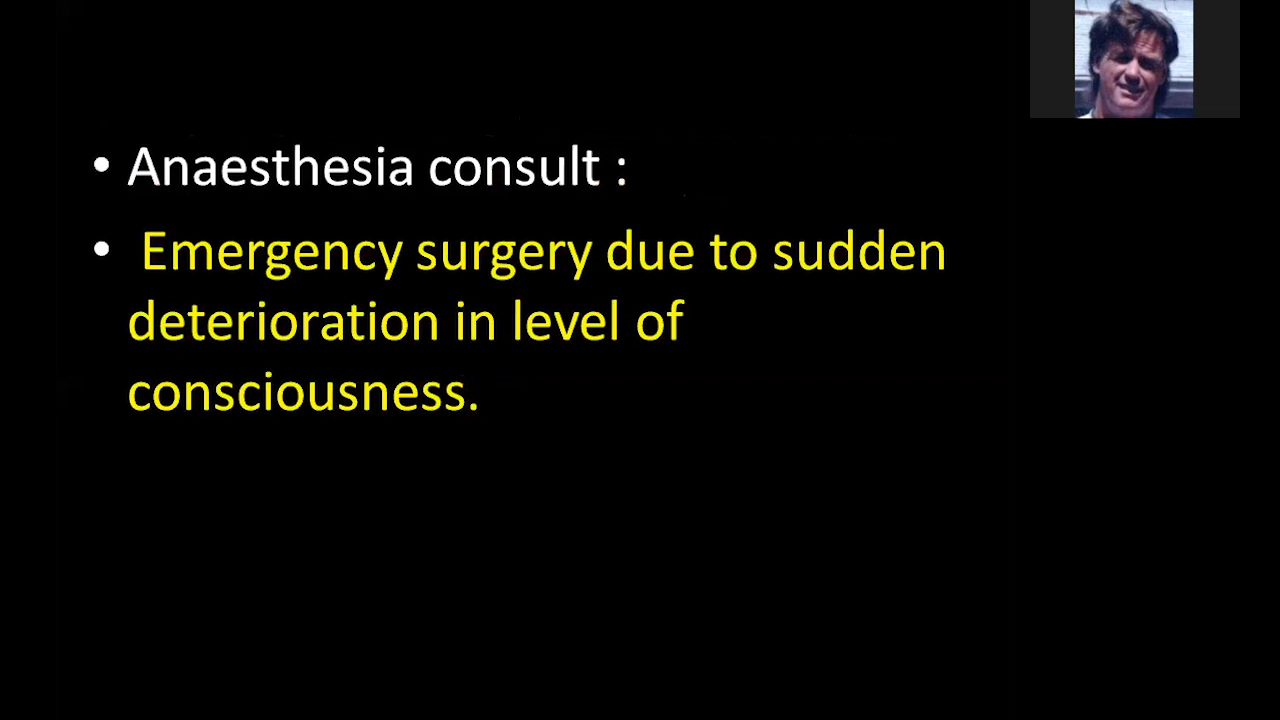 • Anaesthesia consult :
• Emergency surgery due to sudden
deterioration in level of
consciousness.